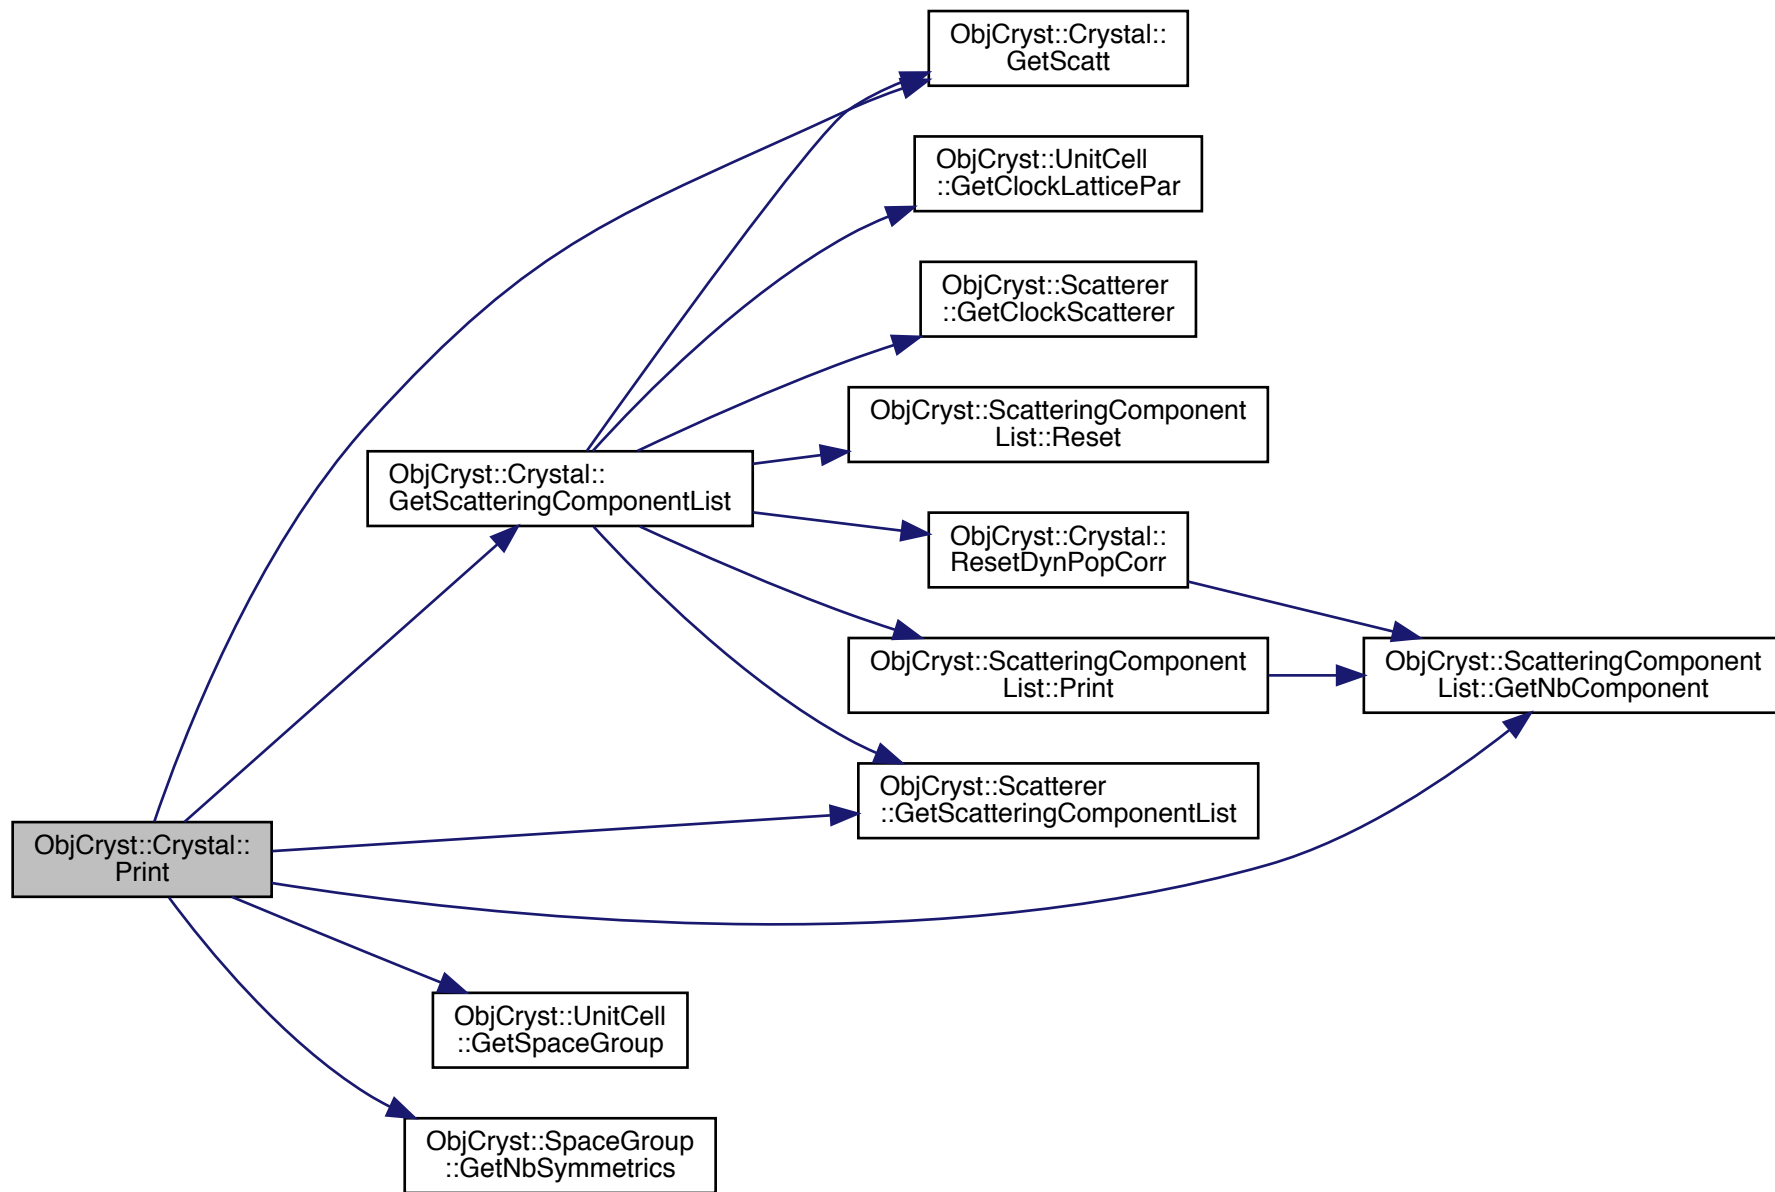 ObjCryst::Crystal::
GetScatt
ObjCryst::UnitCell
::GetClockLatticePar
ObjCryst::Scatterer
::GetClockScatterer
ObjCryst::ScatteringComponent
List::Reset
ObjCryst::Crystal::
GetScatteringComponentList
ObjCryst::Crystal::
ResetDynPopCorr
ObjCryst::ScatteringComponent
List::Print
ObjCryst::ScatteringComponent
List::GetNbComponent
ObjCryst::Scatterer
::GetScatteringComponentList
ObjCryst::Crystal::
Print
ObjCryst::UnitCell
::GetSpaceGroup
ObjCryst::SpaceGroup
::GetNbSymmetrics